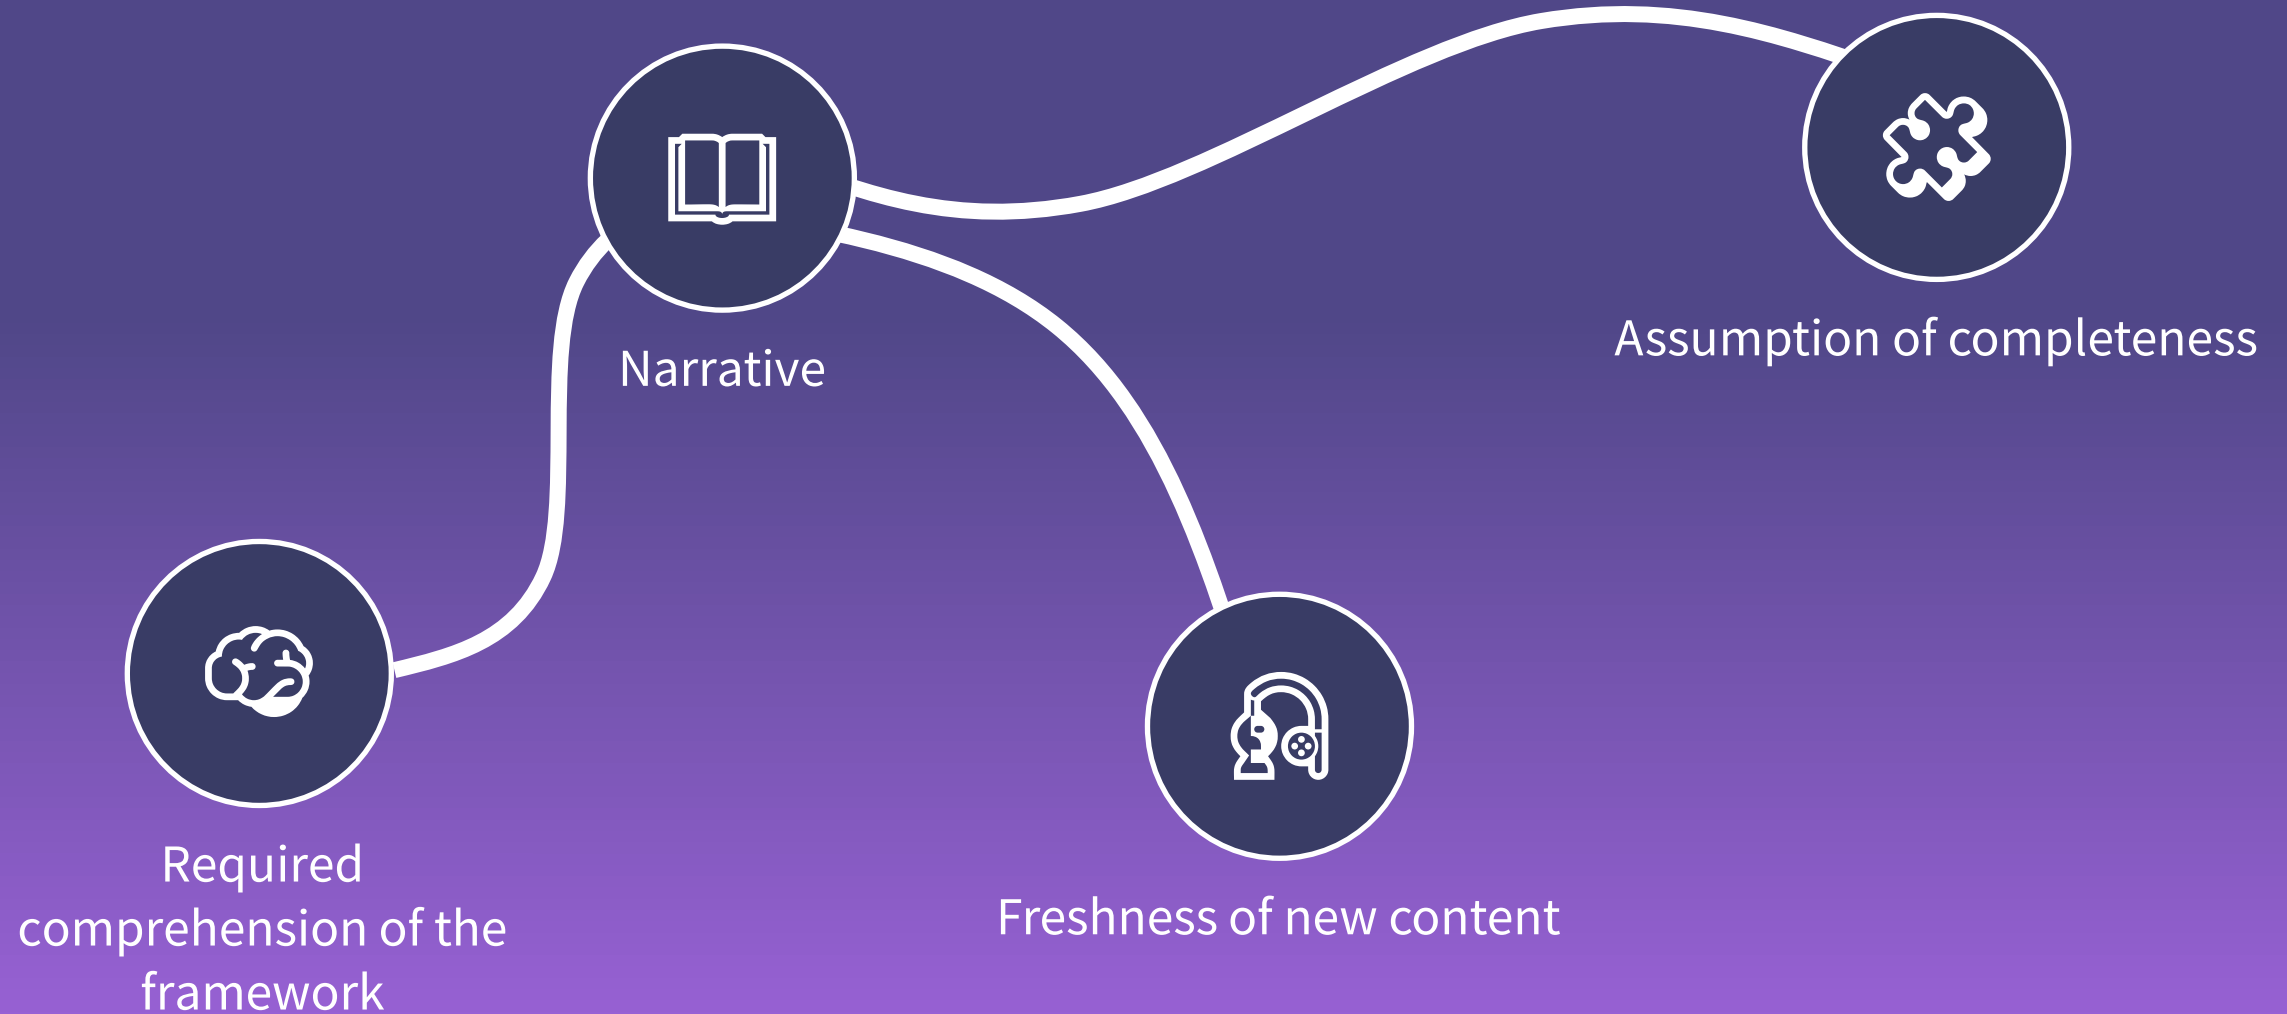 Narrative
Assumption of completeness
Required
comprehension of the
framework
Freshness of new content